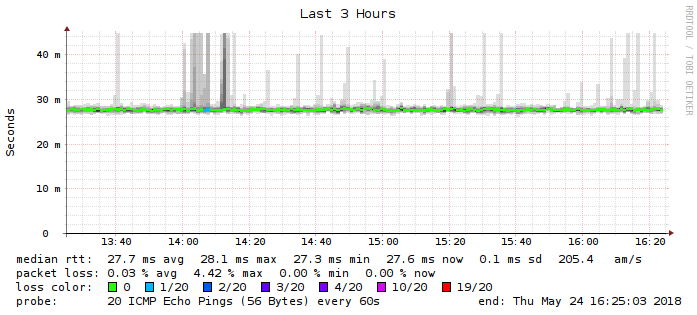 Last 3 Hours
RRDTOOL / TOBI OETIKER
Seconds
40 m
30 m
20 m
10 m
0
13:40 14:00 14:20 14:40 15:00 15:20 15:40 16:00 16:20
median rtt: 27.7 ms avg 28.1 ms max 27.3 ms min 27.6 ms now 0.1 ms sd 205.4 am/s
packet loss: 0.03 % avg 4.42 % max 0.00 % min 0.00 % now
loss color: 0 1/20 2/20 3/20 4/20 10/20 19/20
probe: 20 ICMP Echo Pings (56 Bytes) every 60s end: Thu May 24 16:25:03 2018